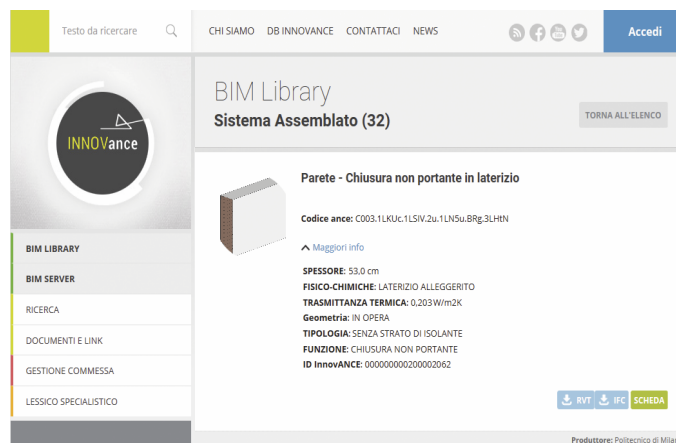 Testo da ricercare
CHI SIAMO DB INNOVANCE CONTATTACI NEWS
Accedi
INNOVance
BIM Library
Sistema Assemblato (32)
TORNA ALL'ELENCO
BIM LIBRARY
BIM SERVER
RICERCA
DOCUMENTI E LINK
GESTIONE COMMESSA
LESSICO SPECIALISTICO
Parete - Chiusura non portante in laterizio
Codice ance: C003.1LKUc.1LSIV.2u.1LN5u.BRg.3LHtN
Maggiori info
SPESSORE: 53,0 cm
FISICO-CHIMICHE: LATERIZIO ALLEGGERITO
TRASMITTANZA TERMICA: 0,203 W/m2K
Geometria: IN OPERA
TIPOLOGIA: SENZA STRATO DI ISOLANTE
FUNZIONE: CHIUSURA NON PORTANTE
ID InnovANCE: 000000000200002062
RVT IFC SCHEDA
Produttore: Politecnico di Milan